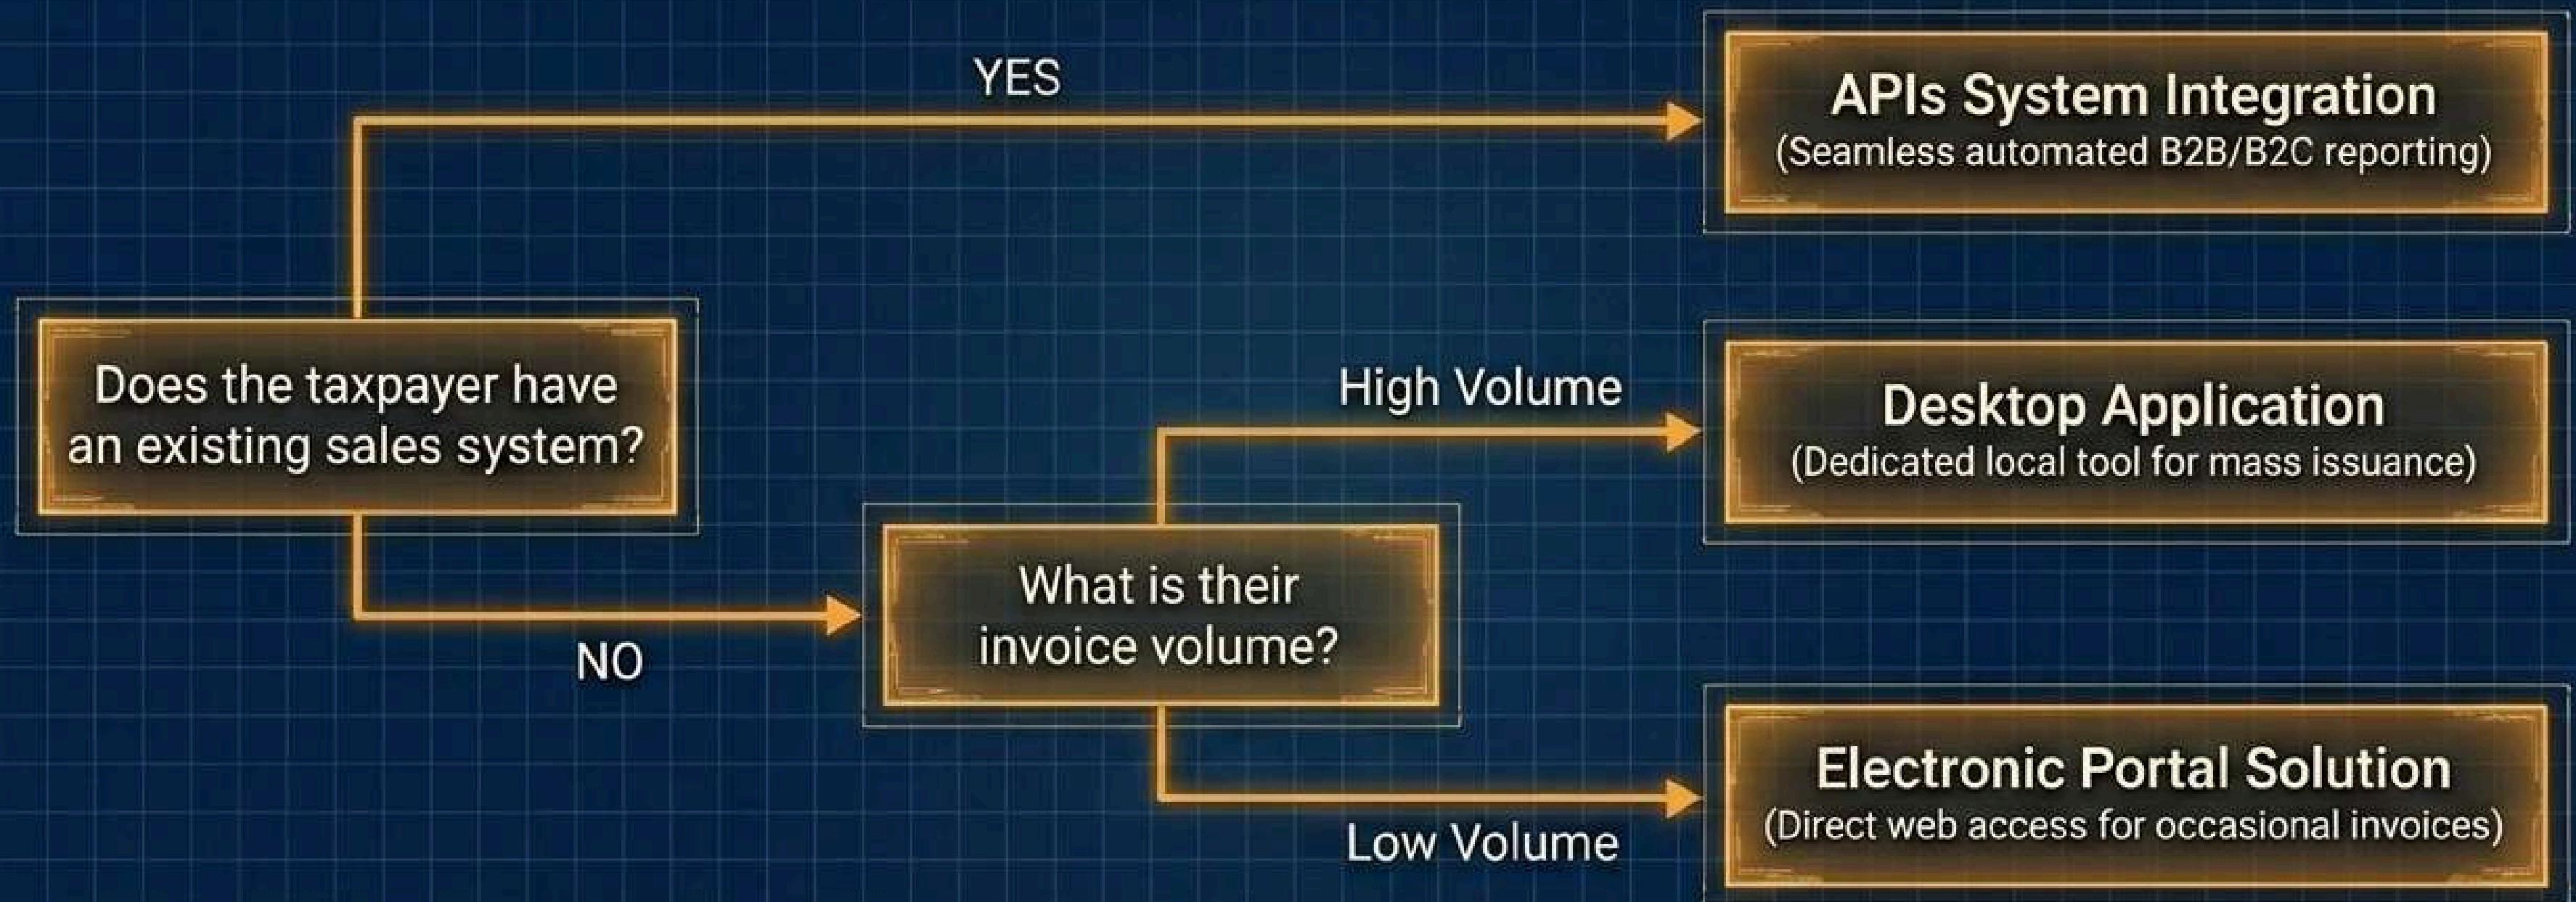 YES
APIs System Integration
(Seamless automated B2B/B2C reporting)
Does the taxpayer have
an existing sales system?
High Volume
Desktop Application
(Dedicated local tool for mass issuance)
NO
What is their
invoice volume?
Low Volume
Electronic Portal Solution
(Direct web access for occasional invoices)